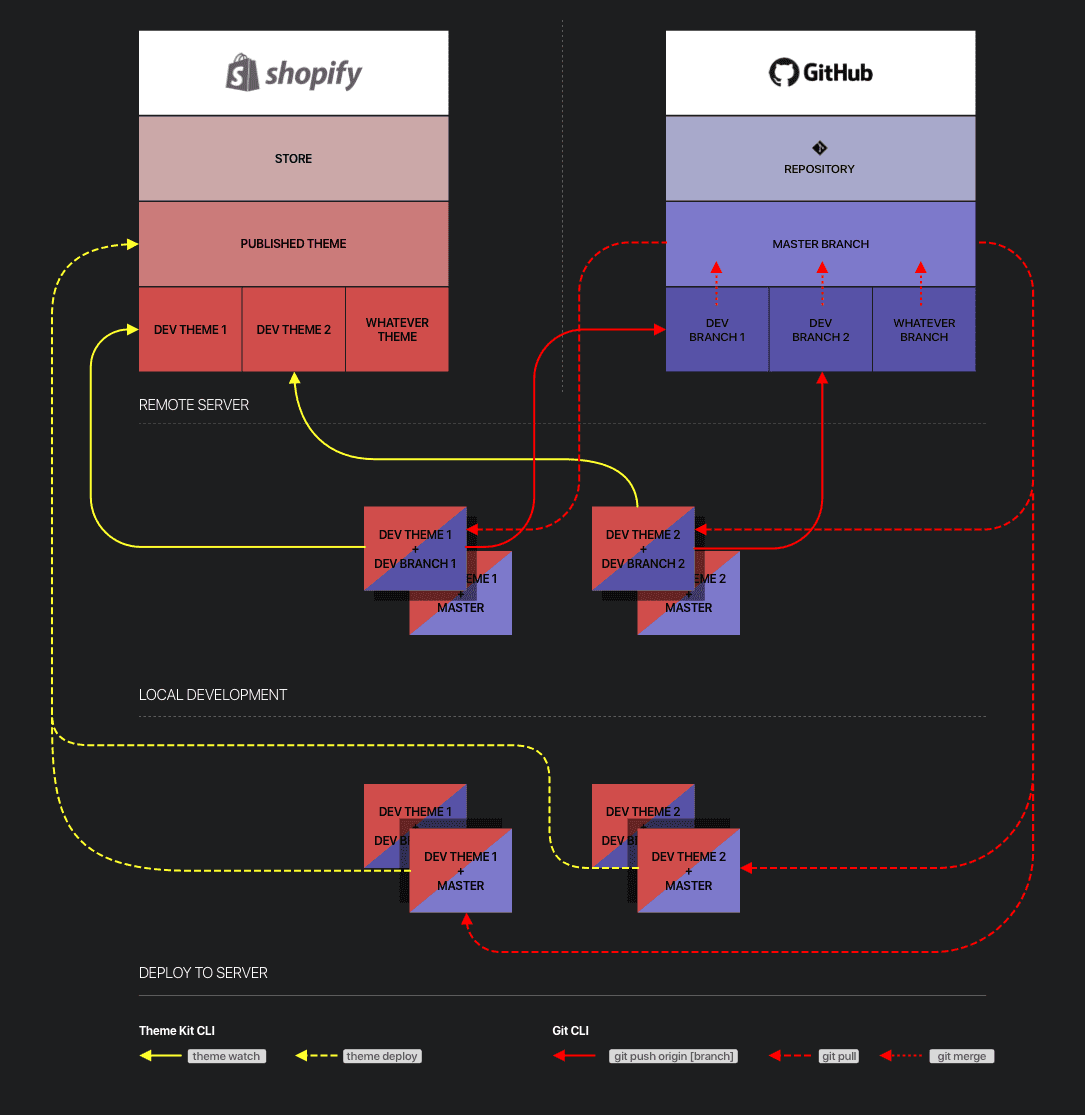 shopify
GitHub
STORE
REPOSITORY
PUBLISHED THEME
MASTER BRANCH
DEV THEME 1
DEV THEME 2
WHATEVER
THEME
DEV
BRANCH 1
DEV
BRANCH 2
WHATEVER
BRANCH
REMOTE SERVER
DEV THEME 1
+
DEV BRANCH 1
EME 1
+
MASTER
DEV THEME 2
+
DEV BRANCH 2
EME 2
+
MASTER
LOCAL DEVELOPMENT
DEV THEME 1
+
DEV B
DEV THEME 1
+
MASTER
DEV THEME 2
+
DEV B
DEV THEME 2
+
MASTER
DEPLOY TO SERVER
Theme Kit CLI
theme watch
theme deploy
Git CLI
git push origin [branch]
git pull
git merge